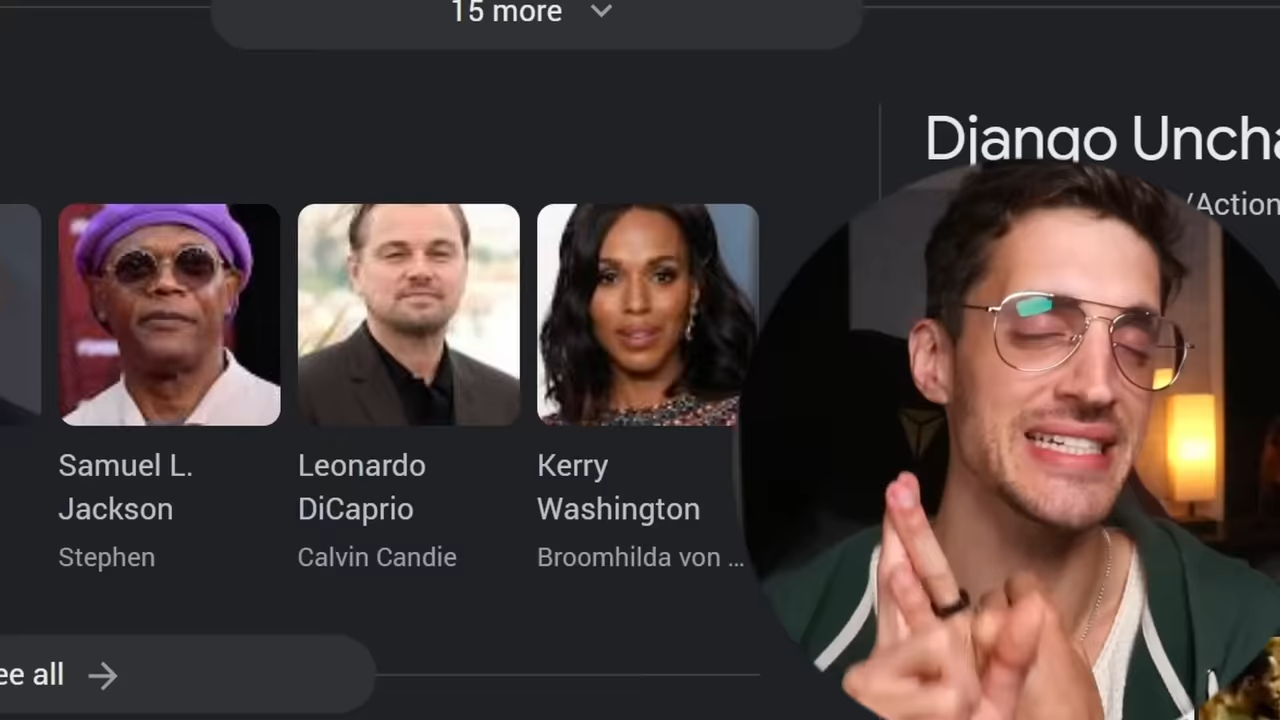 15 more
Django Uncha
/Action
Samuel L.
Jackson
Stephen
Leonardo
DiCaprio
Calvin Candie
Kerry
Washington
Broomhilda von ...
ee all